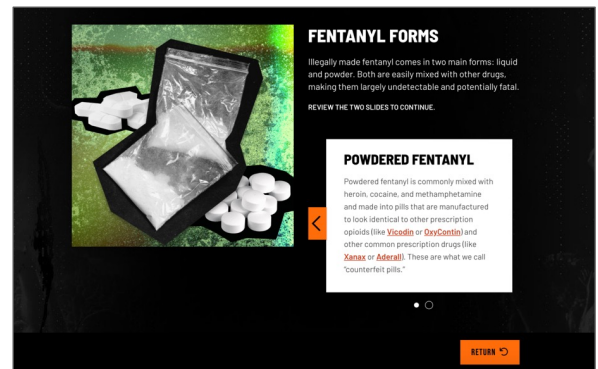 FENTANYL FORMS
Illegally made fentanyl comes in two main forms: liquid
and powder. Both are easily mixed with other drugs,
making them largely undetectable and potentially fatal.
REVIEW THE TWO SLIDES TO CONTINUE.
POWDERED FENTANYL
Powdered fentanyl is commonly mixed with
heroin, cocaine, and methamphetamine
and made into pills that are manufactured
to look identical to other prescription
opioids (like Vicodin or OxyContin) and
other common prescription drugs (like
Xanax or Aderall). These are what we call
"counterfeit pills."
RETURN